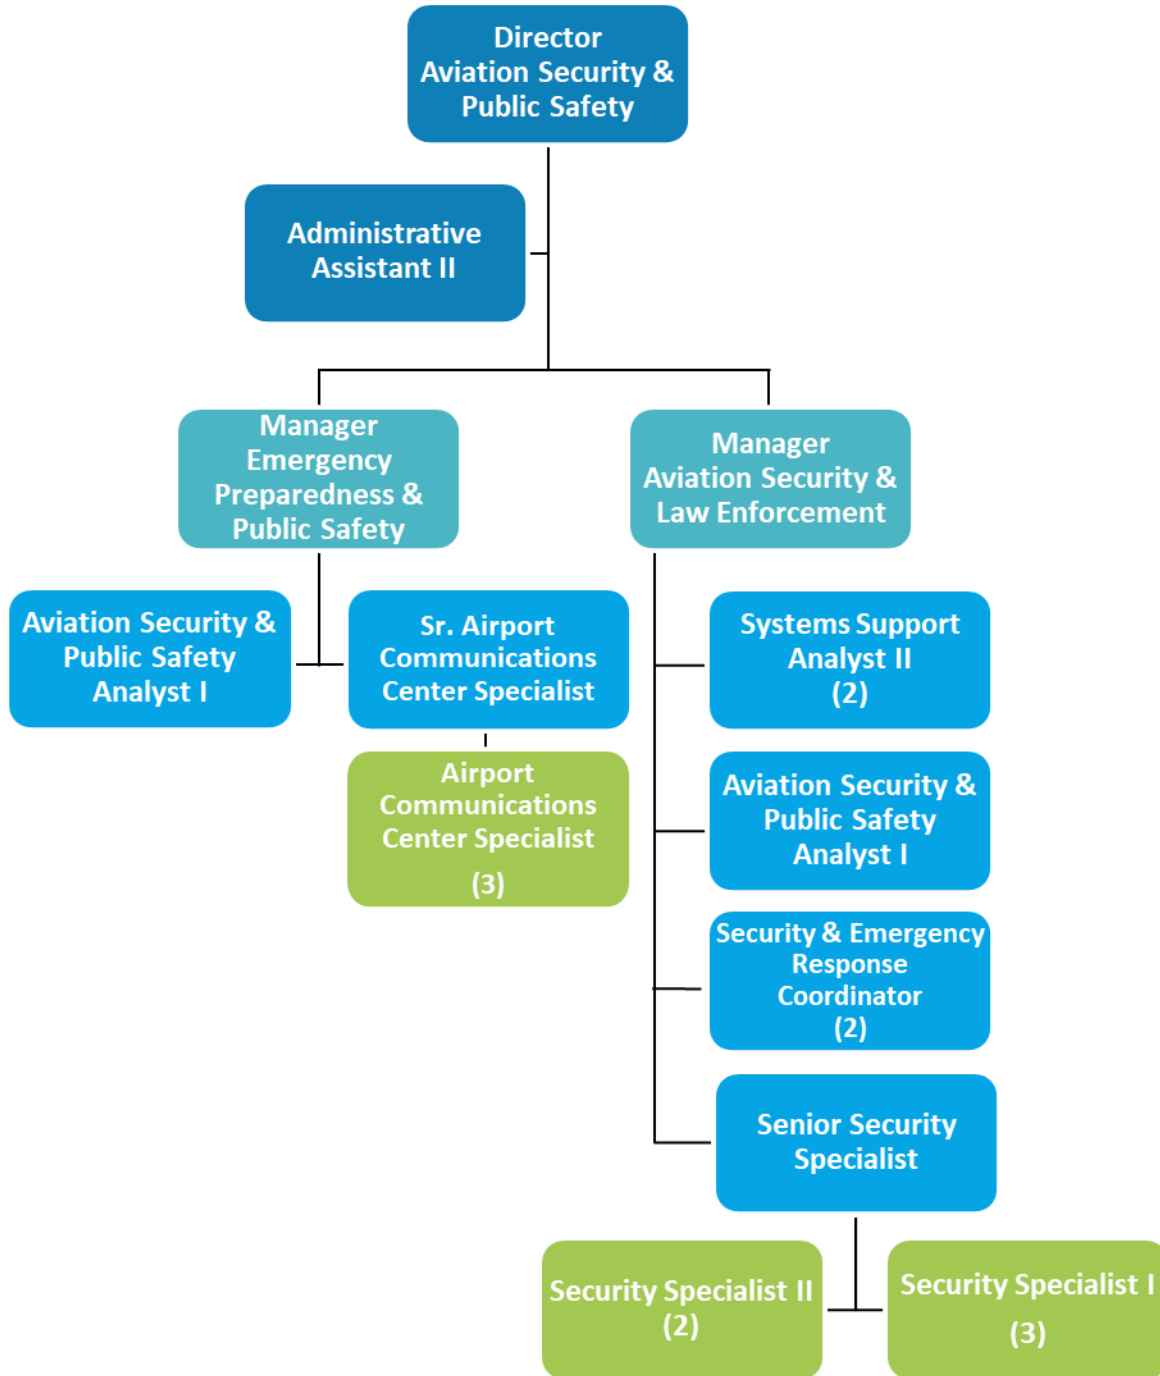 Director
Aviation Security &
Public Safety
Administrative
Assistant II
Manager
Emergency
Preparedness &
Public Safety
Manager
Aviation Security &
Law Enforcement
Aviation Security &
Public Safety
Analyst I
Sr. Airport
Communications
Center Specialist
Airport
Communications
Center Specialist
(3)
Systems Support
Analyst II
(2)
Aviation Security &
Public Safety
Analyst I
Security & Emergency
Response
Coordinator
(2)
Senior Security
Specialist
Security Specialist II
(2)
Security Specialist I
(3)